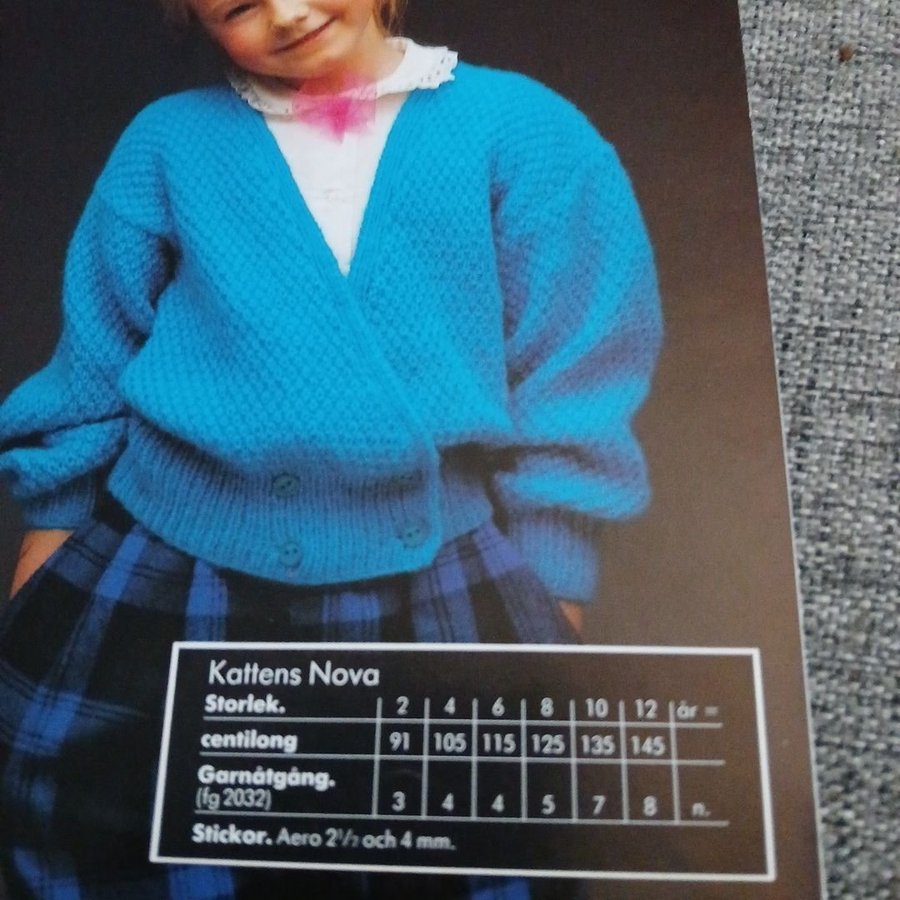 Kattens Nova
Storlek. 2 4 6 8 10 12 år =
centilong 91 105 115 125 135 145
Garnåtgång.
(fg 2032) 3 4 4 5 7 8 n.
Stickor. Aero 2½ och 4 mm.